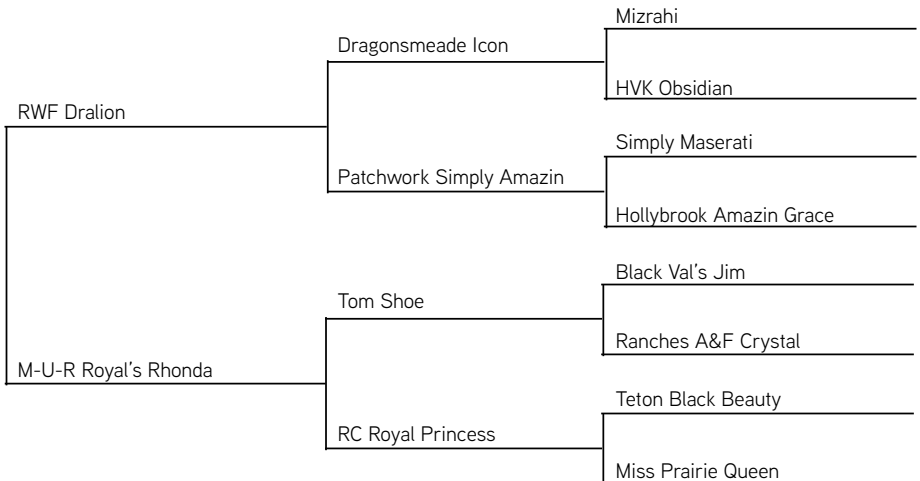 Mizrahi
Dragonsmeade Icon
HVK Obsidian
RWF Dralion
Simply Maserati
Patchwork Simply Amazin
Hollybrook Amazin Grace
Black Val's Jim
Tom Shoe
Ranches A&F Crystal
M-U-R Royal's Rhonda
Teton Black Beauty
RC Royal Princess
Miss Prairie Queen